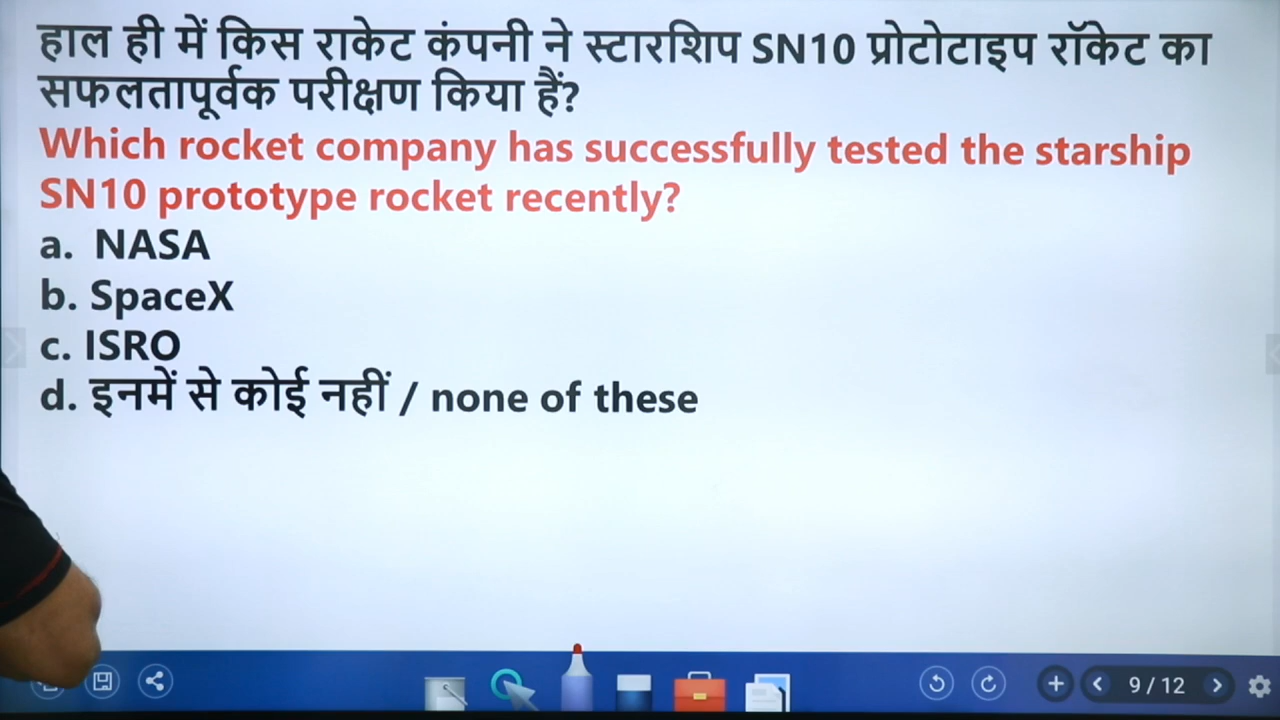 हाल ही में किस राकेट कंपनी ने स्टारशिप SN10 प्रोटोटाइप रॉकेट का
सफलतापूर्वक परीक्षण किया हैं?
Which rocket company has successfully tested the starship
SN10 prototype rocket recently?
a. NASA
b. SpaceX
c. ISRO
d. इनमें से कोई नहीं / none of these
9 / 12